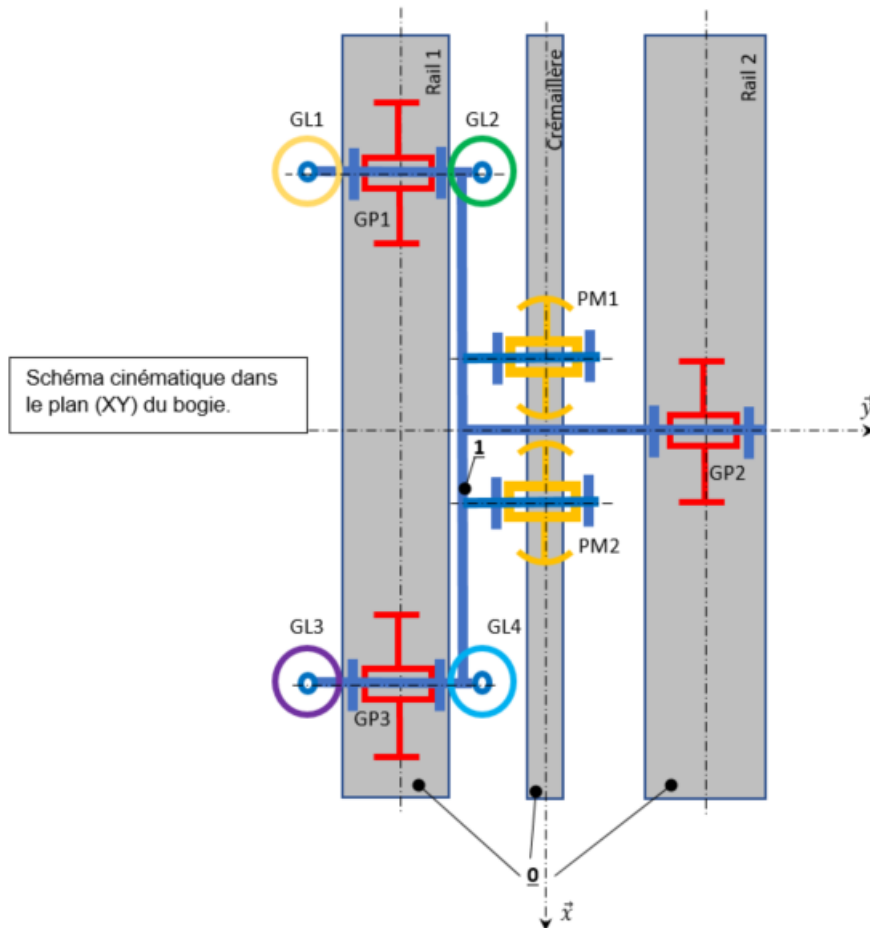 Rail 1
Crémaillère
Rail 2
GL1
GL2
GP1
PM1
Schéma cinématique dans
le plan (XY) du bogie.
y
1
GP2
PM2
GL3
GL4
GP3
0
x